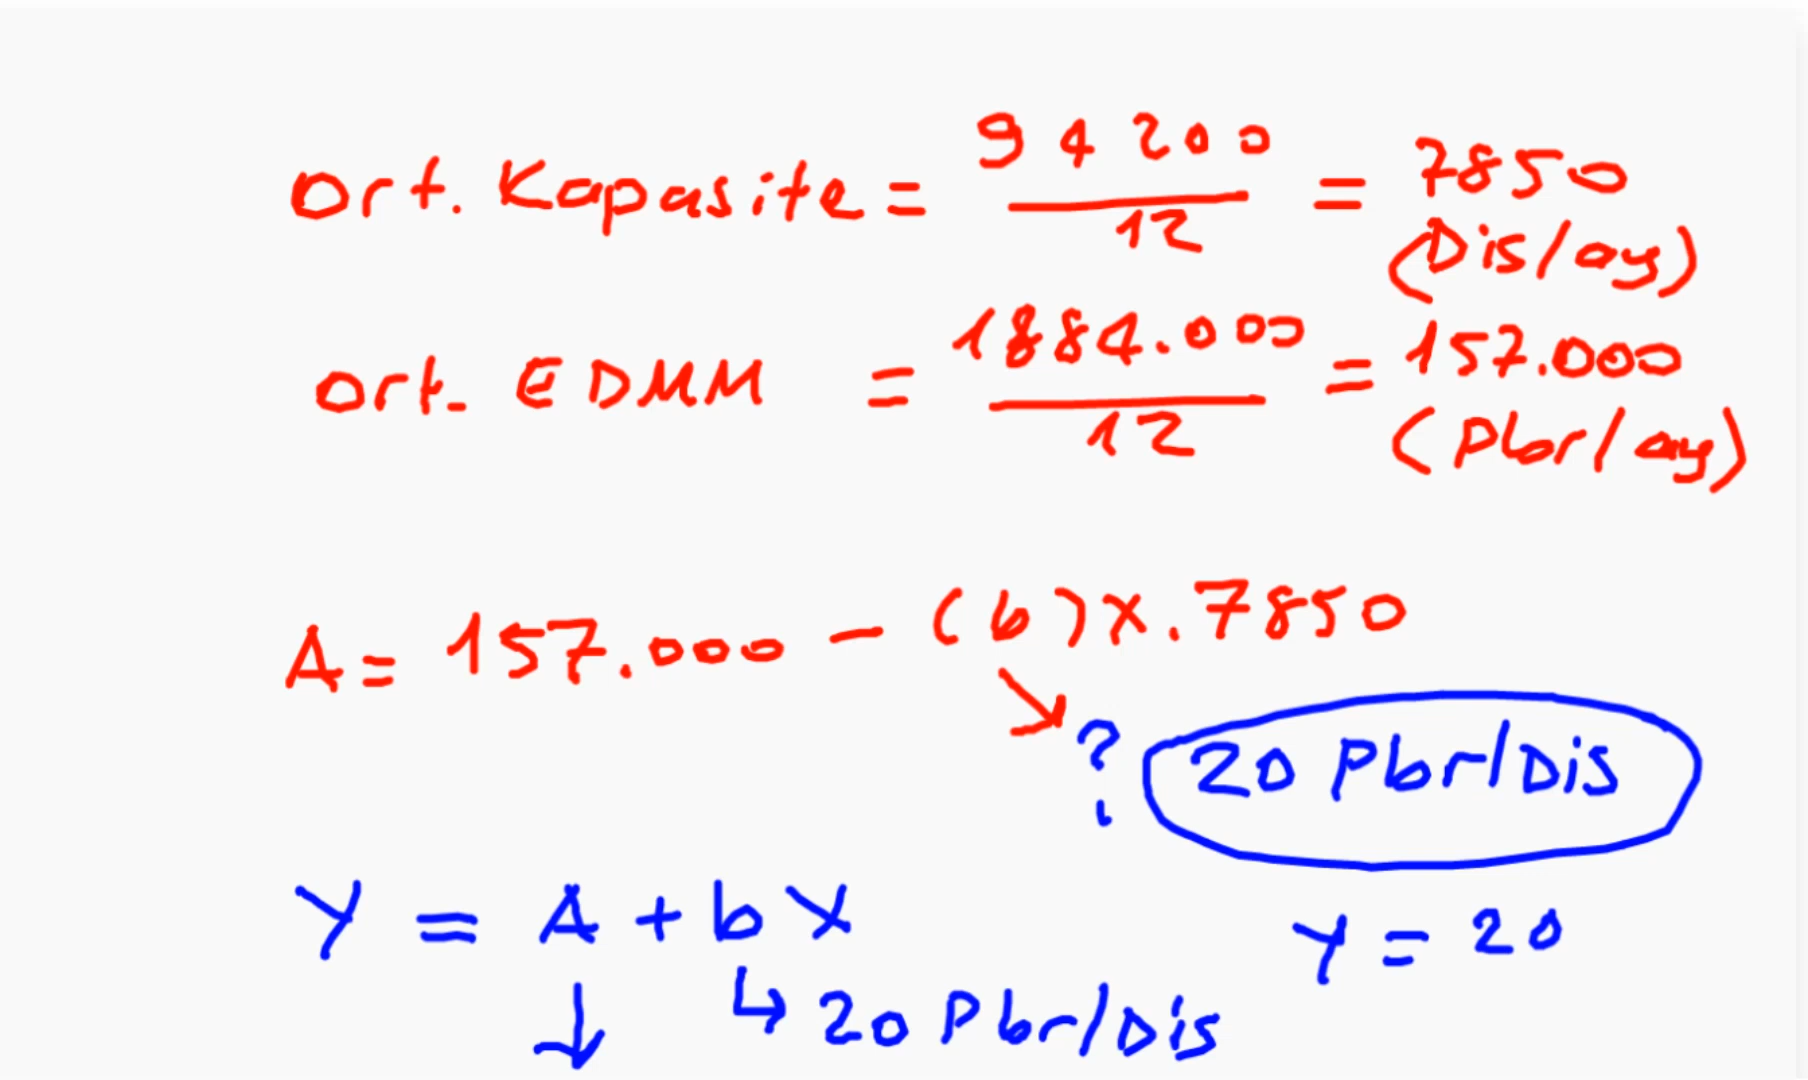 Ort. Kapasite = 94200 / 12 = 7850 (Dis/ay)
Ort. EDMM = 1884.000 / 12 = 157.000 (Pbr/ay)
A = 157.000 - (b) x . 7850
? 20 Pbr/Dis
Y = A + bX Y = 20
↓ ↳ 20 Pbr/Dis